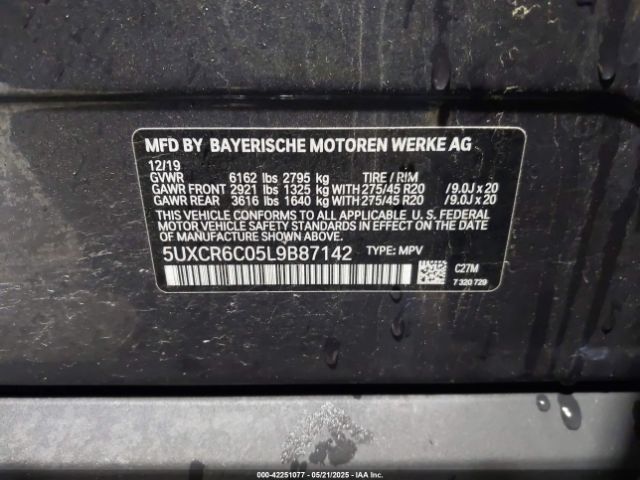 MFD BY BAYERISCHE MOTOREN WERKE AG
12/19
GVWR 6162 lbs 2795 kg TIRE / RIM
GAWR FRONT 2921 lbs 1325 kg WITH 275/45 R20 / 9.0J x 20
GAWR REAR 3616 lbs 1640 kg WITH 275/45 R20 / 9.0J x 20
THIS VEHICLE CONFORMS TO ALL APPLICABLE U. S. FEDERAL
MOTOR VEHICLE SAFETY STANDARDS IN EFFECT ON THE DATE
OF MANUFACTURE SHOWN ABOVE.
5UXCR6C05L9B87142 TYPE: MPV
C27M
7 320 729
000-42251077 - 05/21/2025 - IAA Inc.